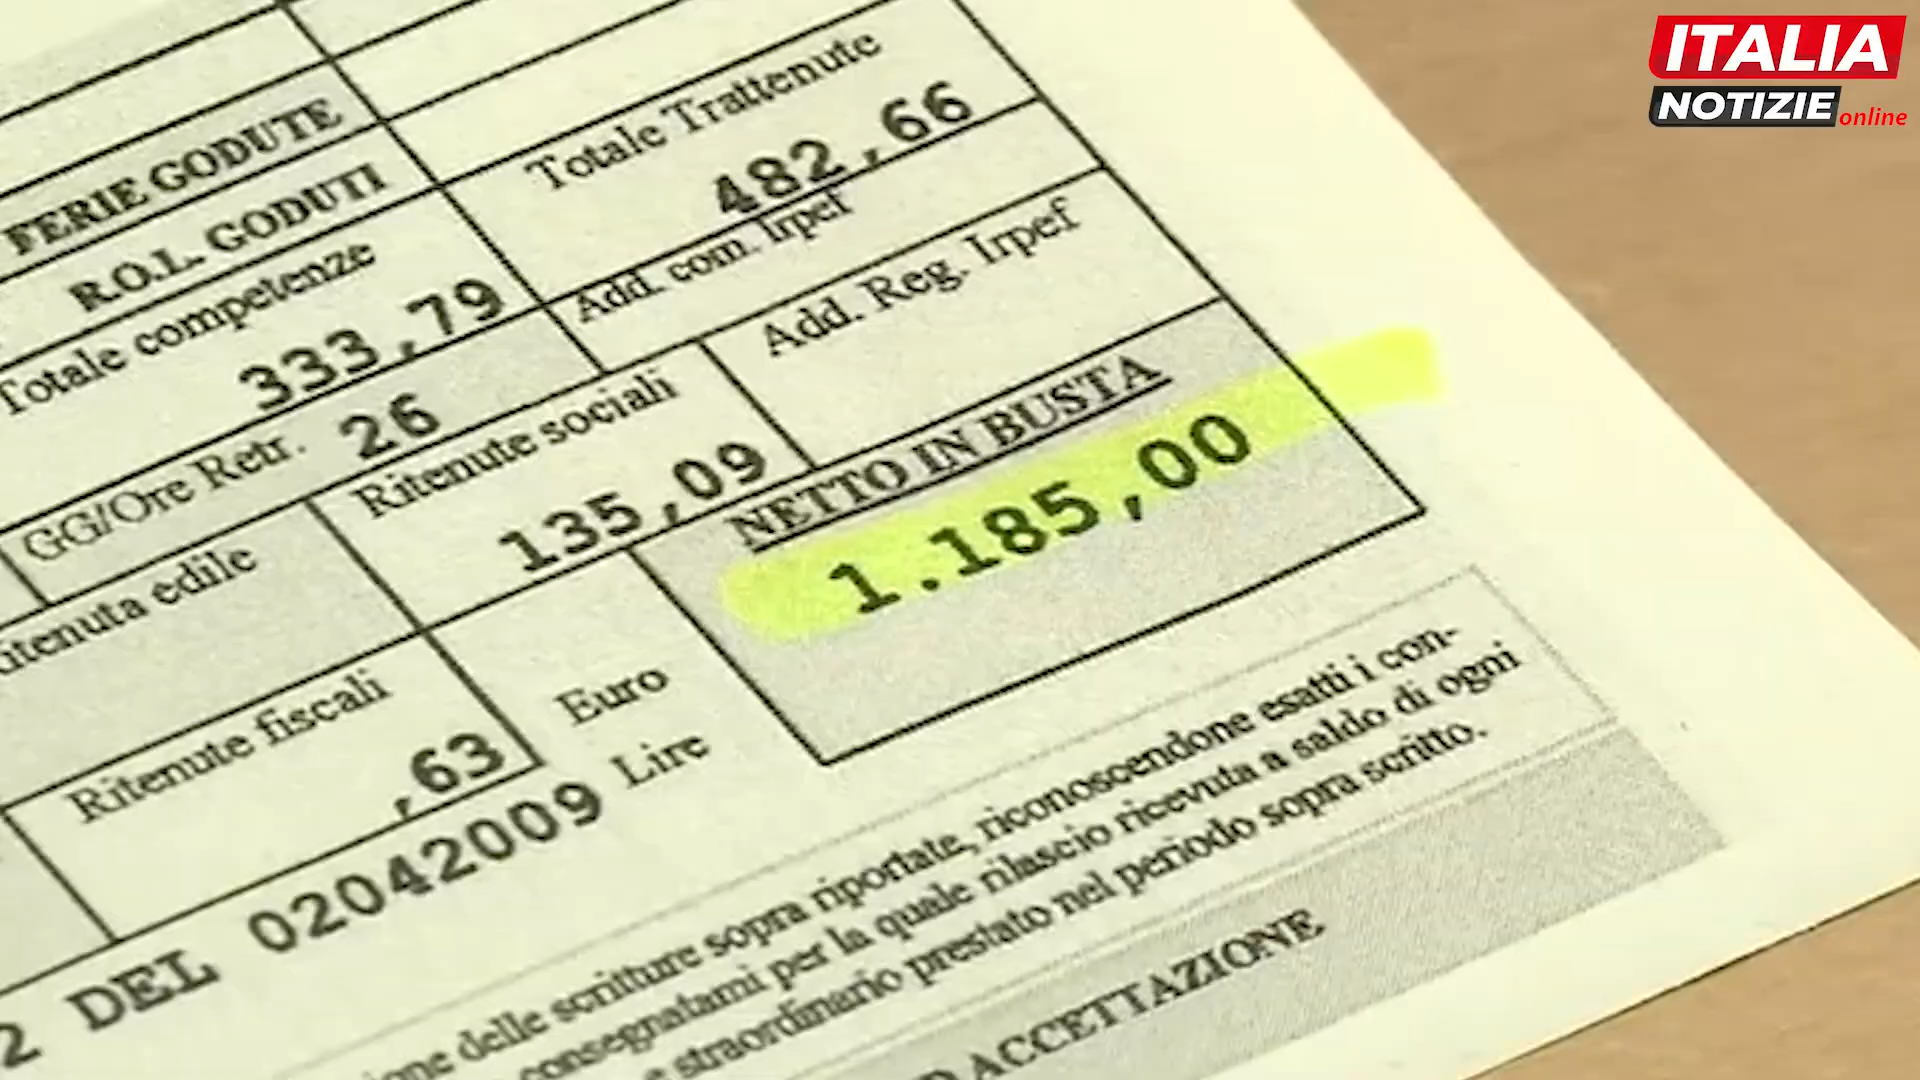 ITALIA
NOTIZIE online
FERIE GODUTE
R.O.L. GODUTI
Totale Trattenute
482,66
Totale competenze
333,79
Add. com. Irpef
Add. Reg. Irpef
GG/Ore Retr. 26
Ritenute sociali
135,09
NETTO IN BUSTA
1.185,00
edile
Ritenute fiscali
,63
Euro
Lire
2 DEL 02042009
delle scritture sopra riportate, riconoscendone esatti i con-
consegnatami per la quale rilascio ricevuta a saldo di ogni
e straordinario prestato nel periodo sopra scritto.
ACCETTAZIONE